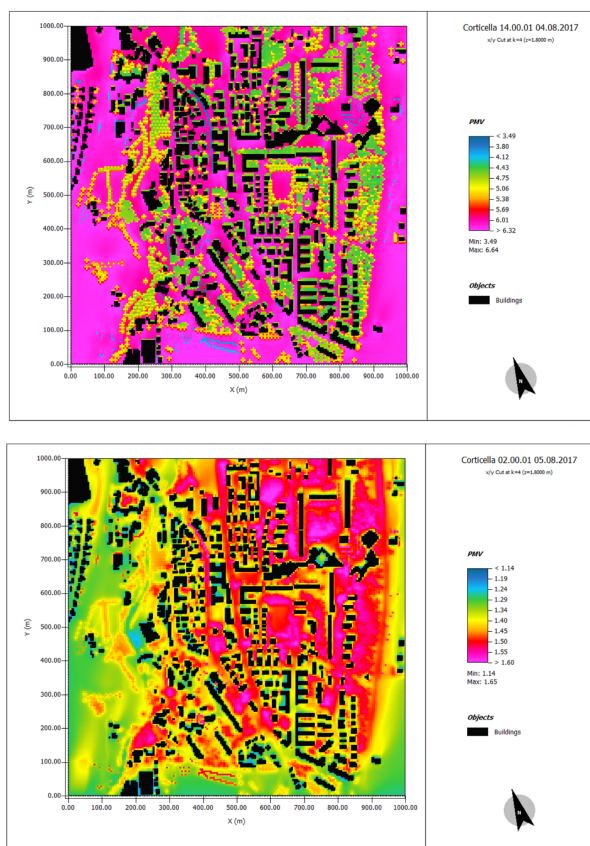 Corticella 14.00.01 04.08.2017
x/y Cut at k=4 (z=1.8000 m)
1000.00
900.00
800.00
700.00
600.00
500.00
400.00
300.00
200.00
100.00
0.00
Y (m)
0.00 100.00 200.00 300.00 400.00 500.00 600.00 700.00 800.00 900.00 1000.00
X (m)
PMV
< 3.49
3.80
4.12
4.43
4.75
5.06
5.38
5.69
6.01
> 6.32
Min: 3.49
Max: 6.64
Objects
Buildings
N
Corticella 02.00.01 05.08.2017
x/y Cut at k=4 (z=1.8000 m)
1000.00
900.00
800.00
700.00
600.00
500.00
400.00
300.00
200.00
100.00
0.00
Y (m)
0.00 100.00 200.00 300.00 400.00 500.00 600.00 700.00 800.00 900.00 1000.00
X (m)
PMV
< 1.14
1.19
1.24
1.29
1.34
1.40
1.45
1.50
1.55
> 1.60
Min: 1.14
Max: 1.65
Objects
Buildings
N